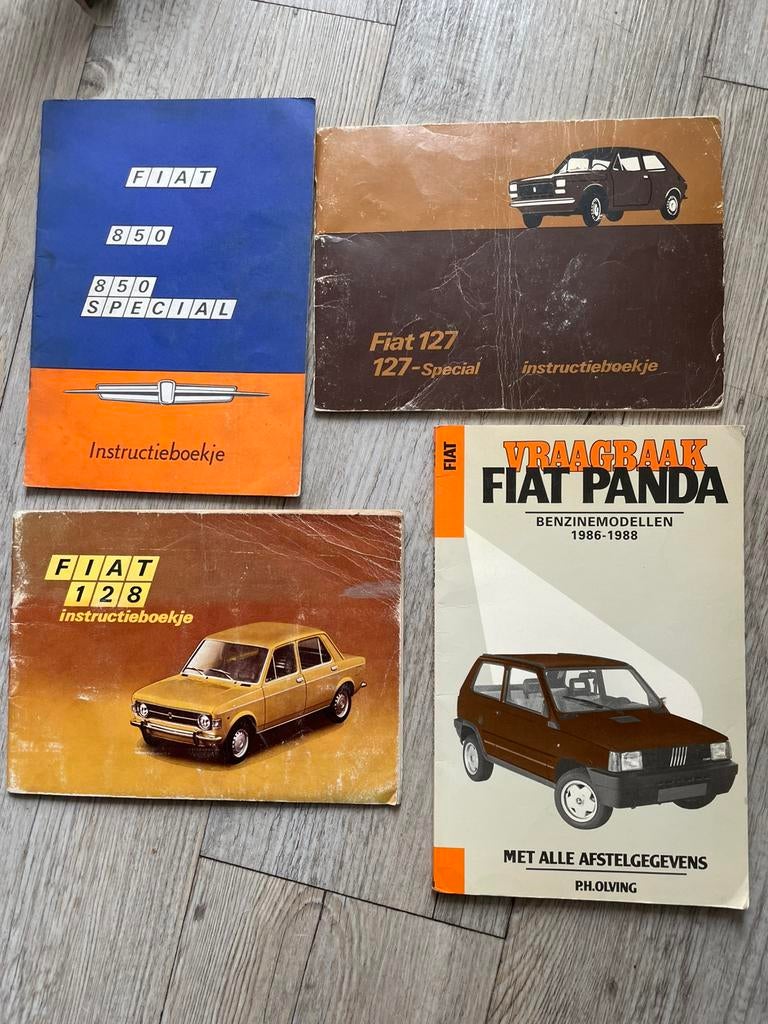 FIAT
850
850
SPECIAL
Instructieboekje
Fiat 127
127-Special instructieboekje
FIAT
128
instructieboekje
FIAT
VRAAGBAAK
FIAT PANDA
BENZINEMODELLEN
1986-1988
MET ALLE AFSTELGEGEVENS
P.H.OLVING